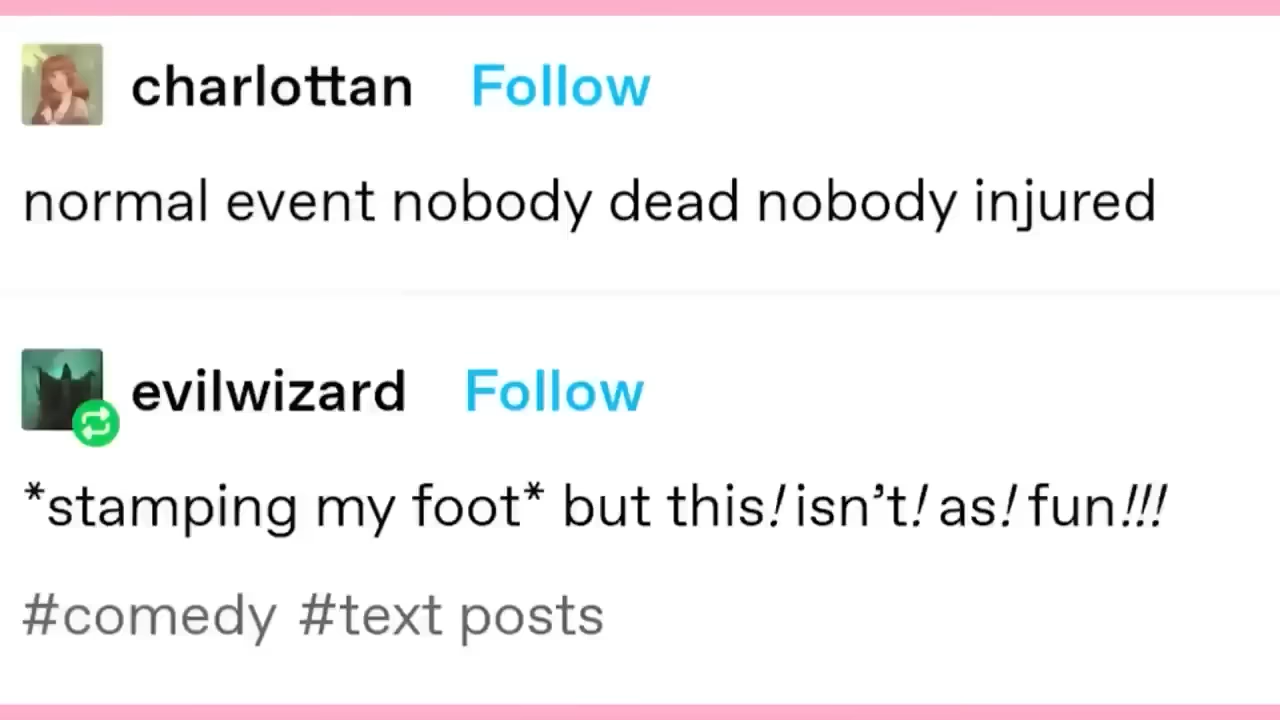 charlottan Follow
normal event nobody dead nobody injured
evilwizard Follow
*stamping my foot* but this! isn’t! as! fun!!!
#comedy #text posts